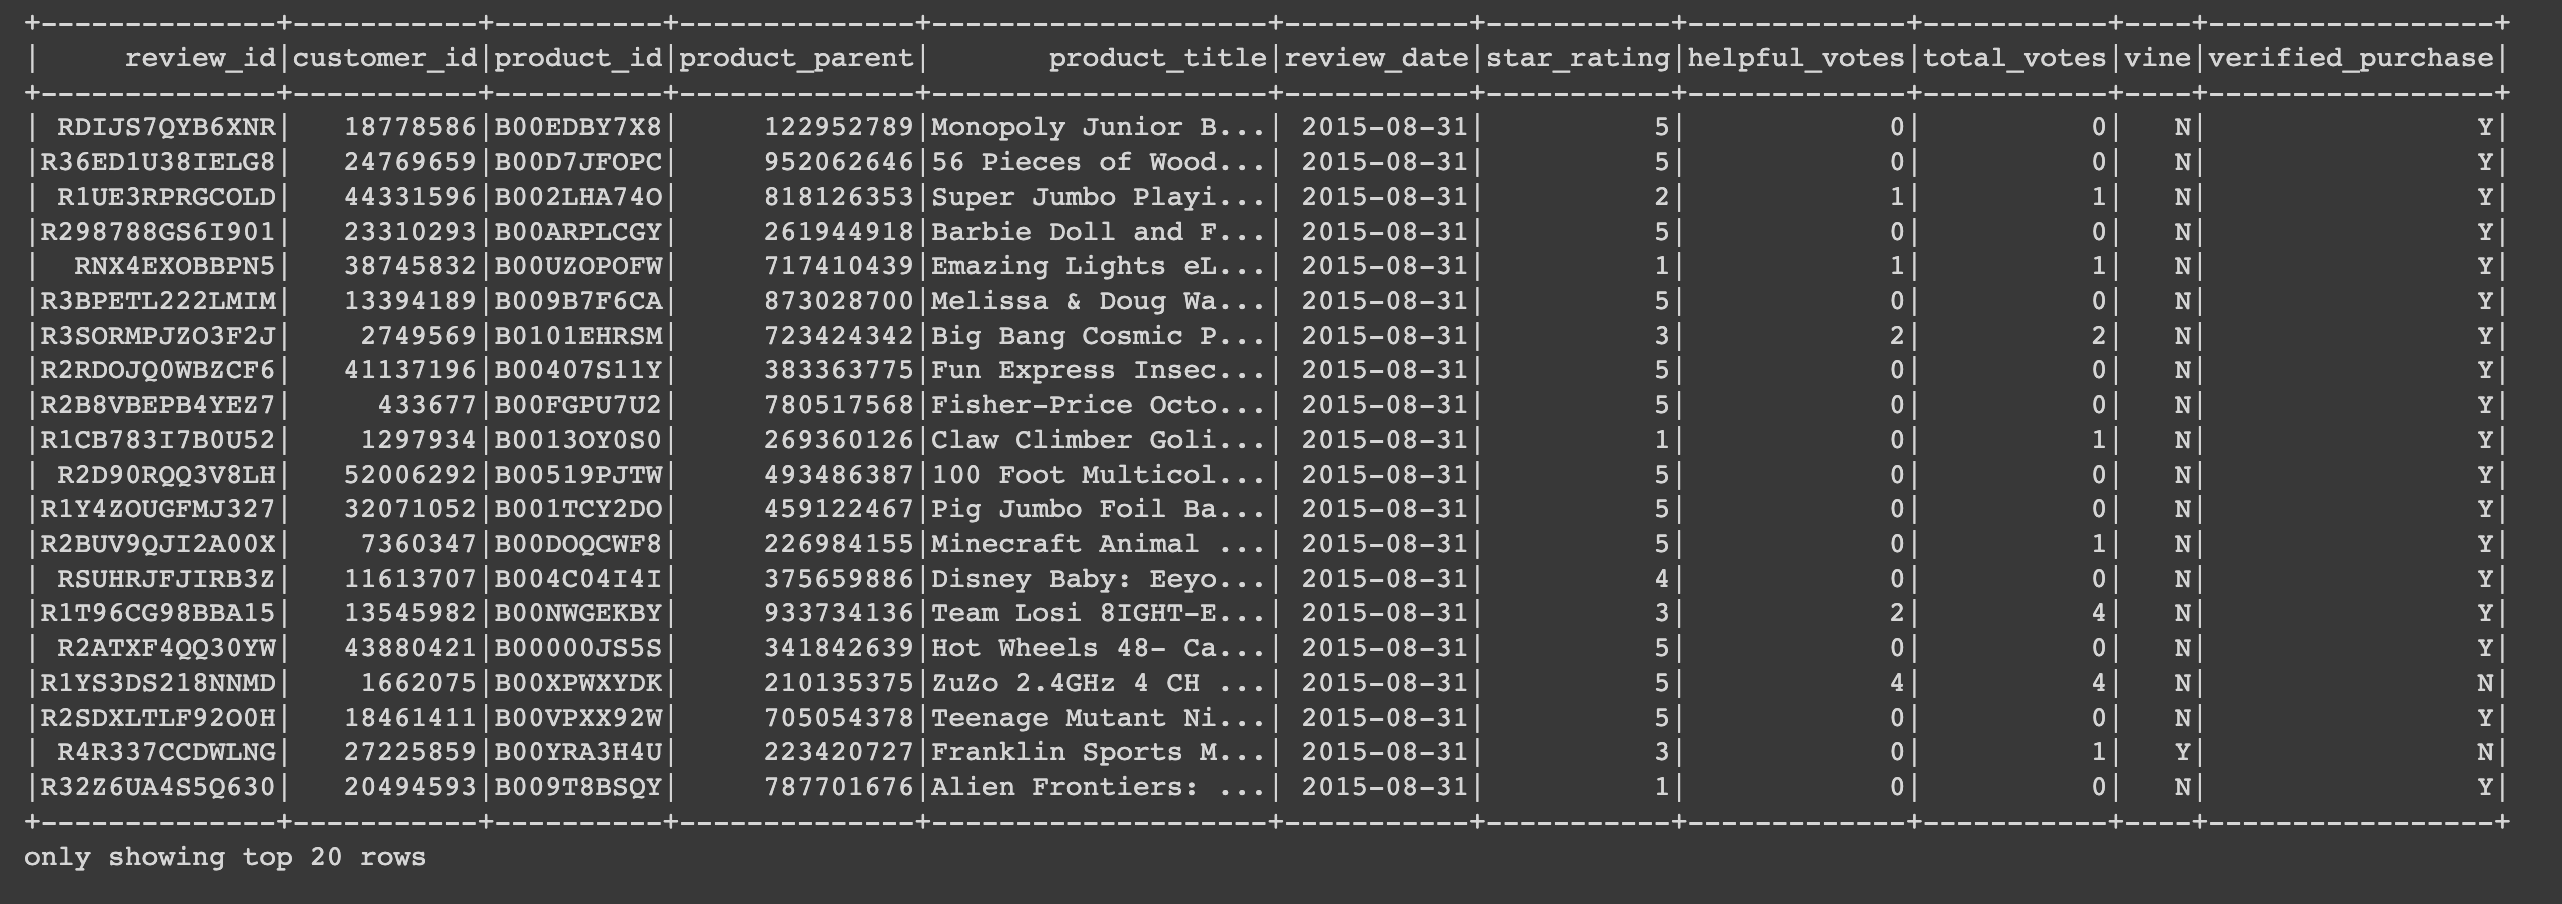 +--------------+-----------+----------+--------------+--------------------+-----------+-----------+-------------+-----------+----+-----------------+
|     review_id|customer_id|product_id|product_parent|       product_title|review_date|star_rating|helpful_votes|total_votes|vine|verified_purchase|
+--------------+-----------+----------+--------------+--------------------+-----------+-----------+-------------+-----------+----+-----------------+
| RDIJS7QYB6XNR|   18778586|B00EDBY7X8|     122952789|Monopoly Junior B...| 2015-08-31|          5|            0|          0|   N|                Y|
|R36ED1U38IELG8|   24769659|B00D7JFOPC|     952062646|56 Pieces of Wood...| 2015-08-31|          5|            0|          0|   N|                Y|
| R1UE3RPRGCOLD|   44331596|B002LHA74O|     818126353|Super Jumbo Playi...| 2015-08-31|          2|            1|          1|   N|                Y|
|R298788GS6I901|   23310293|B00ARPLCGY|     261944918|Barbie Doll and F...| 2015-08-31|          5|            0|          0|   N|                Y|
| RNX4EXOBBPN5|   38745832|B00UZOPOFW|     717410439|Emazing Lights eL...| 2015-08-31|          1|            1|          1|   N|                Y|
|R3BPETL222LMIM|   13394189|B009B7F6CA|     873028700|Melissa & Doug Wa...| 2015-08-31|          5|            0|          0|   N|                Y|
|R3SORMPJZO3F2J|    2749569|B0101EHRSM|     723424342|Big Bang Cosmic P...| 2015-08-31|          3|            2|          2|   N|                Y|
|R2RDOJQ0WBZCF6|   41137196|B00407S11Y|     383363775|Fun Express Insec...| 2015-08-31|          5|            0|          0|   N|                Y|
|R2B8VBEPB4YEZ7|     433677|B00FGPU7U2|     780517568|Fisher-Price Octo...| 2015-08-31|          5|            0|          0|   N|                Y|
|R1CB783I7B0U52|    1297934|B0013OY0S0|     269360126|Claw Climber Goli...| 2015-08-31|          1|            0|          1|   N|                Y|
| R2D90RQQ3V8LH|   52006292|B00519PJTW|     493486387|100 Foot Multicol...| 2015-08-31|          5|            0|          0|   N|                Y|
|R1Y4ZOUGFMJ327|   32071052|B001TCY2DO|     459122467|Pig Jumbo Foil Ba...| 2015-08-31|          5|            0|          0|   N|                Y|
|R2BUV9QJI2A00X|    7360347|B00DOQCWF8|     226984155|Minecraft Animal ...| 2015-08-31|          5|            0|          1|   N|                Y|
| RSUHRJFJIRB3Z|   11613707|B004C04I4I|     375659886|Disney Baby: Eeyo...| 2015-08-31|          4|            0|          0|   N|                Y|
|R1T96CG98BBA15|   13545982|B00NWGEKBY|     933734136|Team Losi 8IGHT-E...| 2015-08-31|          3|            2|          4|   N|                Y|
| R2ATXF4QQ30YW|   43880421|B00000JS5S|     341842639|Hot Wheels 48- Ca...| 2015-08-31|          5|            0|          0|   N|                Y|
|R1YS3DS218NNMD|    1662075|B00XPWXYDK|     210135375|ZuZo 2.4GHz 4 CH ...| 2015-08-31|          5|            4|          4|   N|                N|
|R2SDXLTLF92O0H|   18461411|B00VPXX92W|     705054378|Teenage Mutant Ni...| 2015-08-31|          5|            0|          0|   N|                Y|
| R4R337CCDWLNG|   27225859|B00YRA3H4U|     223420727|Franklin Sports M...| 2015-08-31|          3|            0|          1|   Y|                N|
|R32Z6UA4S5Q630|   20494593|B009T8BSQY|     787701676|Alien Frontiers: ...| 2015-08-31|          1|            0|          0|   N|                Y|
+--------------+-----------+----------+--------------+--------------------+-----------+-----------+-------------+-----------+----+-----------------+
only showing top 20 rows